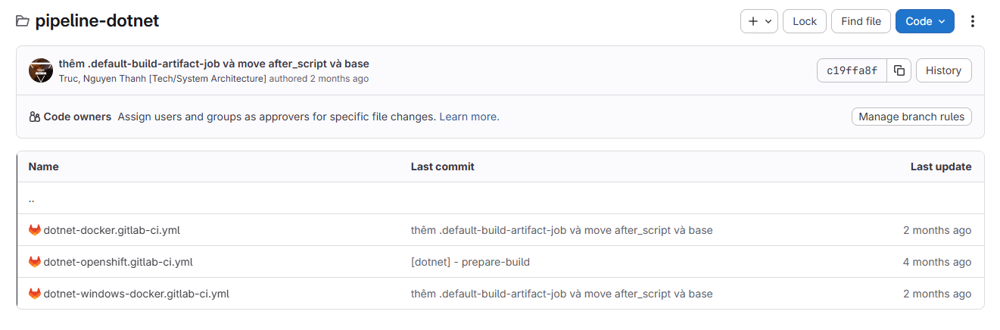 pipeline-dotnet
Lock
Find file
Code
thêm .default-build-artifact-job và move after_script và base
Truc, Nguyen Thanh [Tech/System Architecture] authored 2 months ago
c19ffa8f
History
Code owners Assign users and groups as approvers for specific file changes. Learn more.
Manage branch rules
Name Last commit Last update
..
dotnet-docker.gitlab-ci.yml thêm .default-build-artifact-job và move after_script và base 2 months ago
dotnet-openshift.gitlab-ci.yml [dotnet] - prepare-build 4 months ago
dotnet-windows-docker.gitlab-ci.yml thêm .default-build-artifact-job và move after_script và base 2 months ago